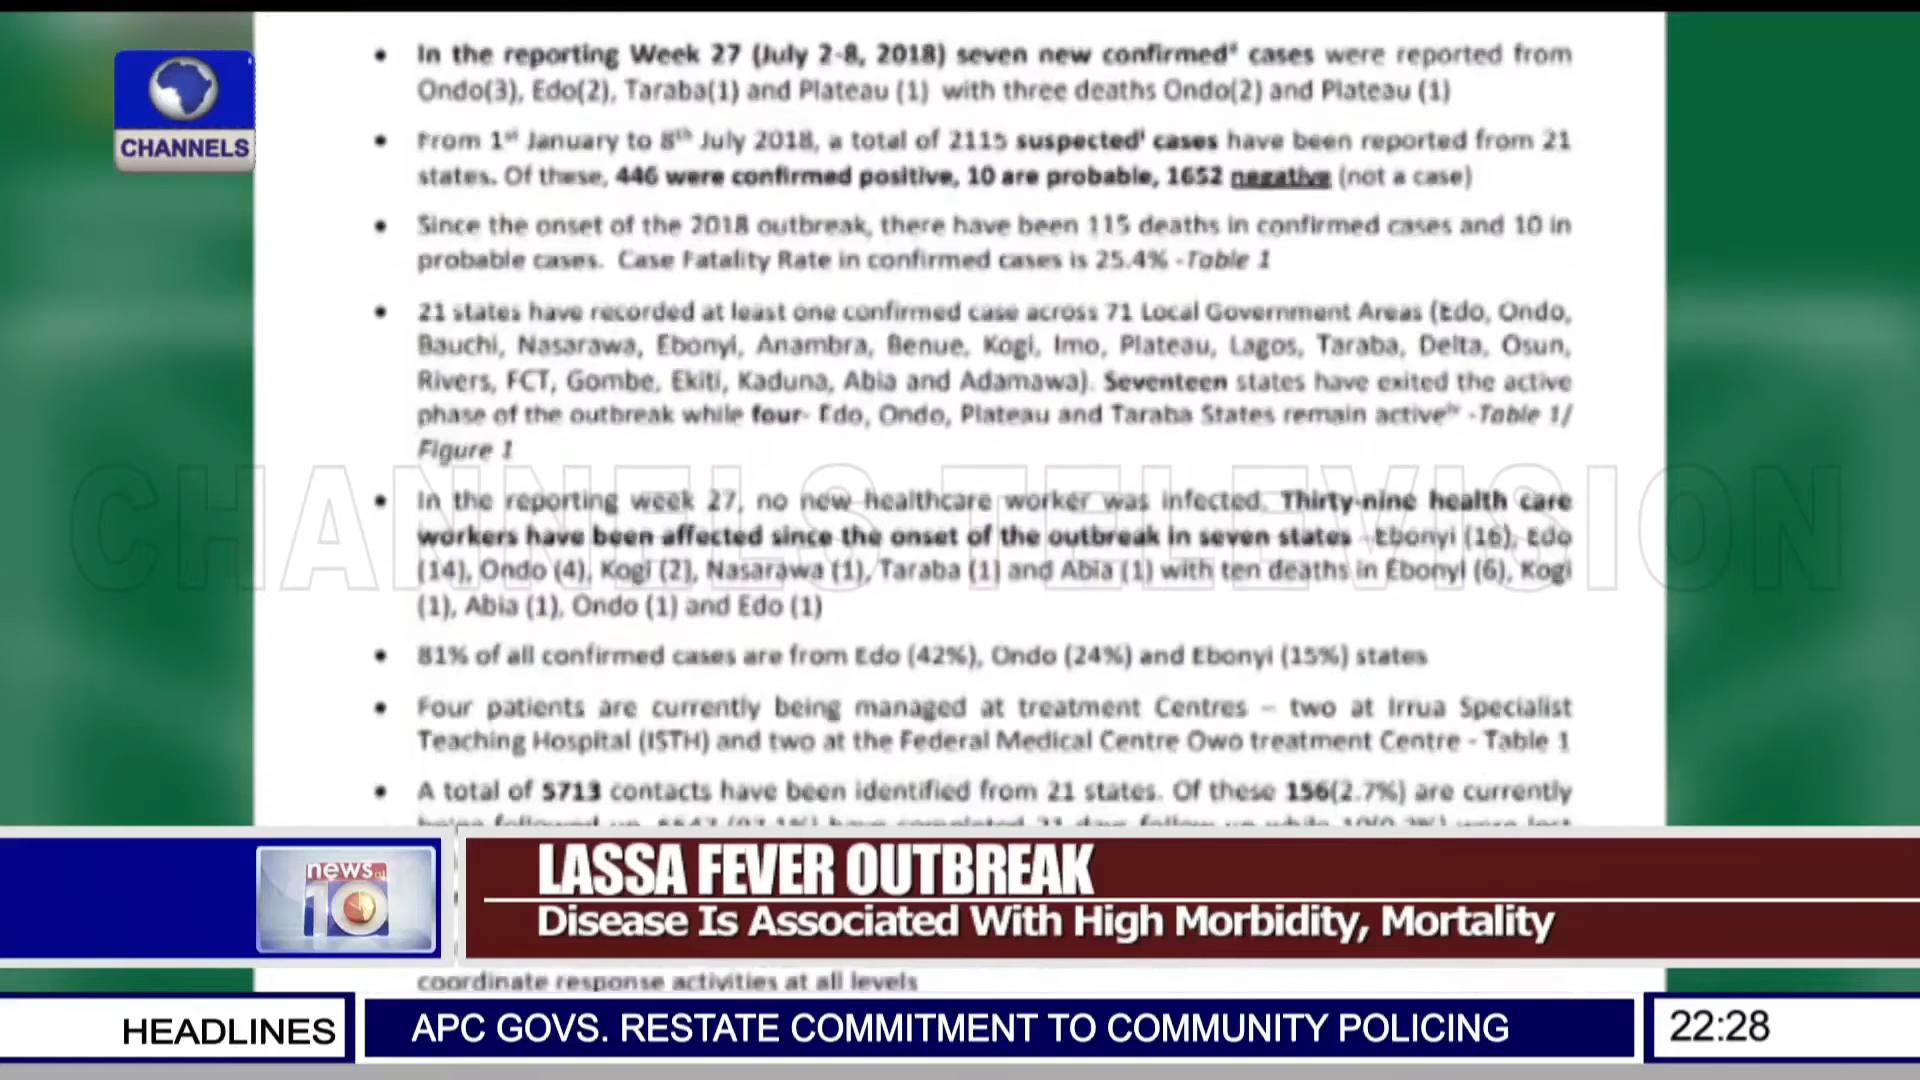 In the reporting Week 27 (July 2-8, 2018) seven new confirmed cases were reported from
Ondo(3), Edo(2), Taraba(1) and Plateau (1) with three deaths Ondo(2) and Plateau (1)
From 1st January to 8th July 2018, a total of 2115 suspected cases have been reported from 21
states. Of these, 446 were confirmed positive, 10 are probable, 1652 negative (not a case)
Since the onset of the 2018 outbreak, there have been 115 deaths in confirmed cases and 10 in
probable cases. Case Fatality Rate in confirmed cases is 25.4% -Table 1
21 states have recorded at least one confirmed case across 71 Local Government Areas (Edo, Ondo,
Bauchi, Nasarawa, Ebonyi, Anambra, Benue, Kogi, Imo, Plateau, Lagos, Taraba, Delta, Osun,
Rivers, FCT, Gombe, Ekiti, Kaduna, Abia and Adamawa). Seventeen states have exited the active
phase of the outbreak while four- Edo, Ondo, Plateau and Taraba States remain active -Table 1/
Figure 1
In the reporting week 27, no new healthcare worker was infected. Thirty-nine health care
workers have been affected since the onset of the outbreak in seven states -Ebonyi (16), Edo
(14), Ondo (4), Kogi (2), Nasarawa (1), Taraba (1) and Abia (1) with ten deaths in Ebonyi (6), Kogi
(1), Abia (1), Ondo (1) and Edo (1)
81% of all confirmed cases are from Edo (42%), Ondo (24%) and Ebonyi (15%) states
Four patients are currently being managed at treatment Centres – two at Irrua Specialist
Teaching Hospital (ISTH) and two at the Federal Medical Centre Owo treatment Centre - Table 1
A total of 5713 contacts have been identified from 21 states. Of these 156(2.7%) are currently
coordinate response activities at all levels
CHANNELS
CHANNELS TELEVISION
news at
10
LASSA FEVER OUTBREAK
Disease Is Associated With High Morbidity, Mortality
HEADLINES
APC GOVS. RESTATE COMMITMENT TO COMMUNITY POLICING
22:28